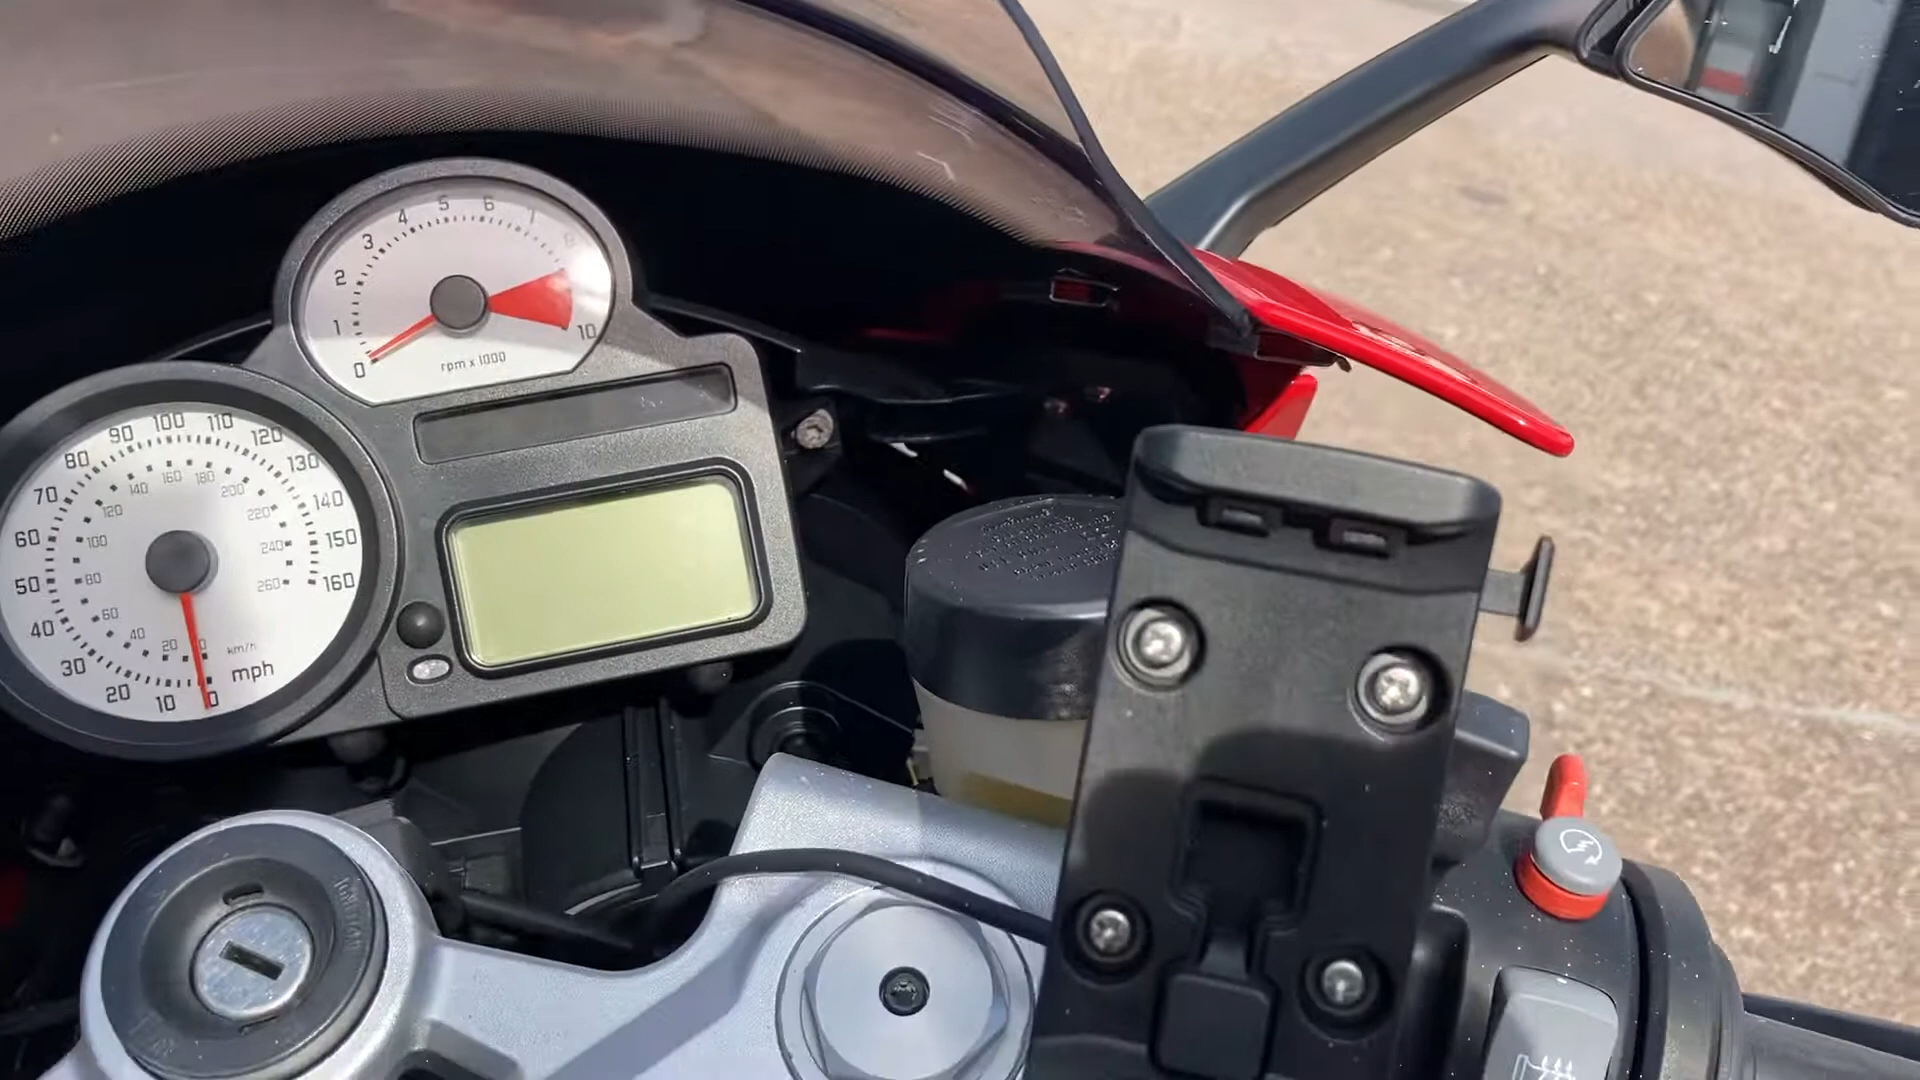 0 1 2 3 4 5 6 7 8 10
rpm x 1000
0 10 20 30 40 50 60 70 80 90 100 110 120 130 140 150 160
mph
0 20 40 60 80 100 120 140 160 180 200 220 240 260
km/h
IGNITION